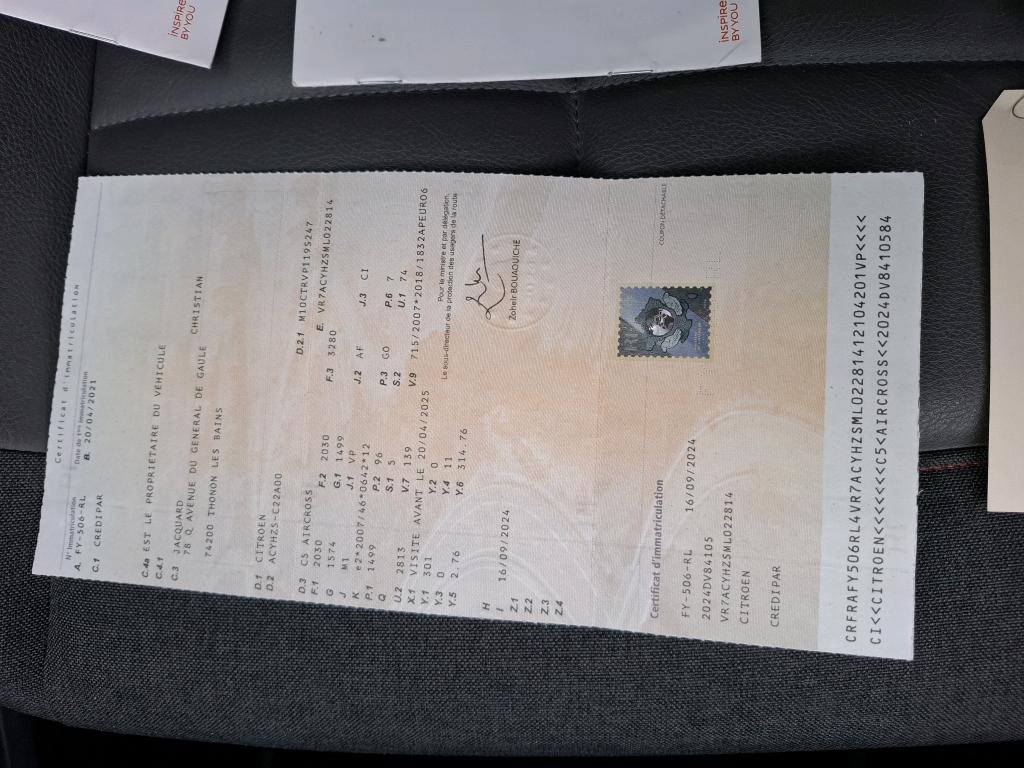 INSPIRE
BY YOU
INSPIRE
BY YOU
Certificat d'immatriculation
N° Immatriculation Date de 1ère immatriculation
A. FY-506-RL B. 20/04/2021
C.1 CREDIPAR
C.4a EST LE PROPRIÉTAIRE DU VÉHICULE
C.4.1
C.3 JACQUARD
78 Q AVENUE DU GENERAL DE GAULE CHRISTIAN
74200 THONON LES BAINS
D.1 CITROEN
D.2 ACYHZS-C22A00 D.2.1 M10CTRVP119S247
D.3 C5 AIRCROSS E. VR7ACYHZSML022814
F.1 2030 F.2 2030 F.3 3280
G 1574 G.1 1499
J M1 J.1 VP J.2 AF J.3 CI
K e2*2007/46*0642*12
P.1 1499 P.2 96 P.3 GO P.6 7
Q S.1 5 S.2 U.1 74
U.2 2813 V.7 139 V.9 715/2007*2018/1832APEURO6
X.1 VISITE AVANT LE 20/04/2025
Y.1 301 Y.2 0
Y.3 0 Y.4 11
Y.5 2.76 Y.6 314.76
Pour le ministre et par délégation,
Le sous-directeur de la protection des usagers de la route
Zoheir BOUAOUICHE
H
I 16/09/2024
Z.1
Z.2
Z.3
Z.4
COUPON DÉTACHABLE
Certificat d'immatriculation
FY-506-RL 16/09/2024
2024DV84105
VR7ACYHZSML022814
CITROEN
CREDIPAR
CRFRAFY506RL4VR7ACYHZSML02281412104201VP<<<<
CI<<CITROEN<<<<<<<C5<AIRCROSS<<2024DV8410584